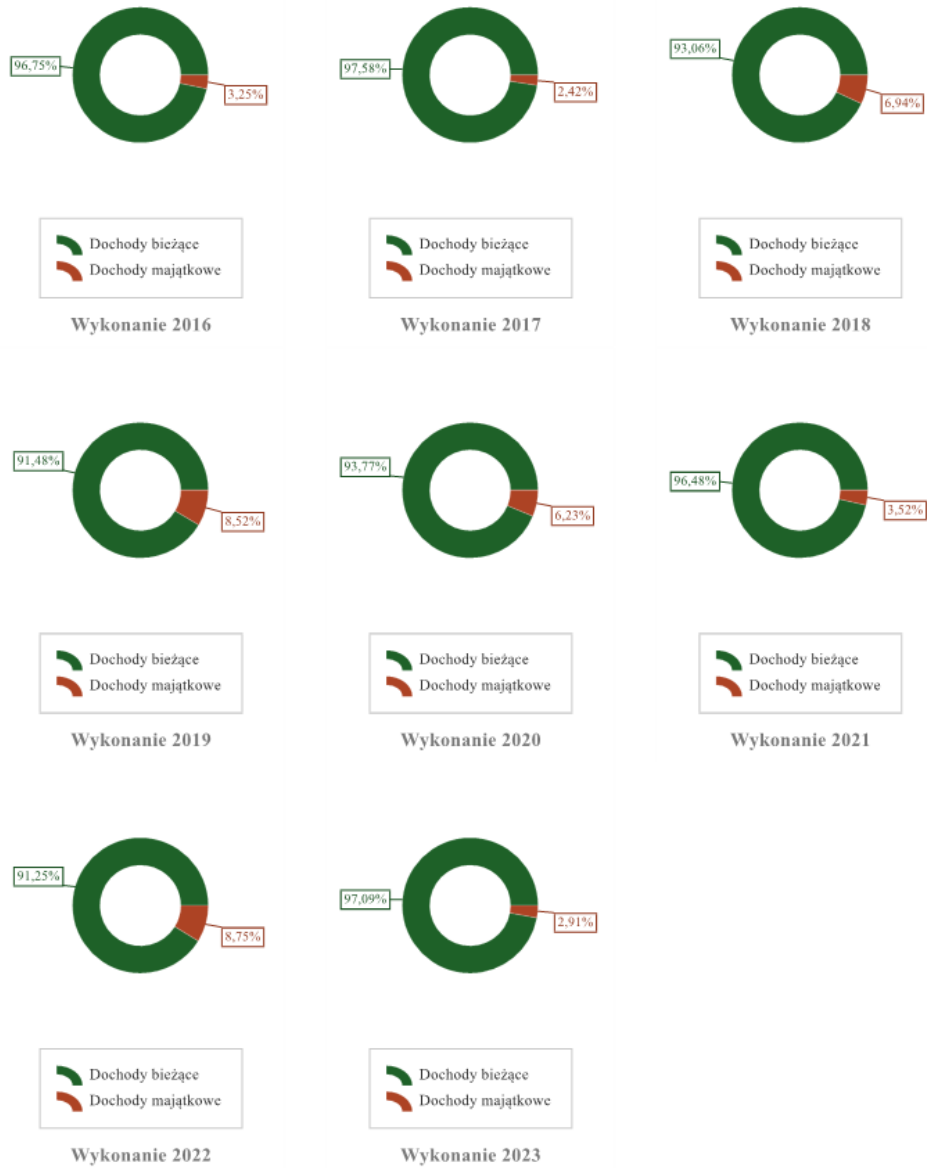 96,75%
3,25%
Dochody bieżące
Dochody majątkowe
Wykonanie 2016
97,58%
2,42%
Dochody bieżące
Dochody majątkowe
Wykonanie 2017
93,06%
6,94%
Dochody bieżące
Dochody majątkowe
Wykonanie 2018
91,48%
8,52%
Dochody bieżące
Dochody majątkowe
Wykonanie 2019
93,77%
6,23%
Dochody bieżące
Dochody majątkowe
Wykonanie 2020
96,48%
3,52%
Dochody bieżące
Dochody majątkowe
Wykonanie 2021
91,25%
8,75%
Dochody bieżące
Dochody majątkowe
Wykonanie 2022
97,09%
2,91%
Dochody bieżące
Dochody majątkowe
Wykonanie 2023